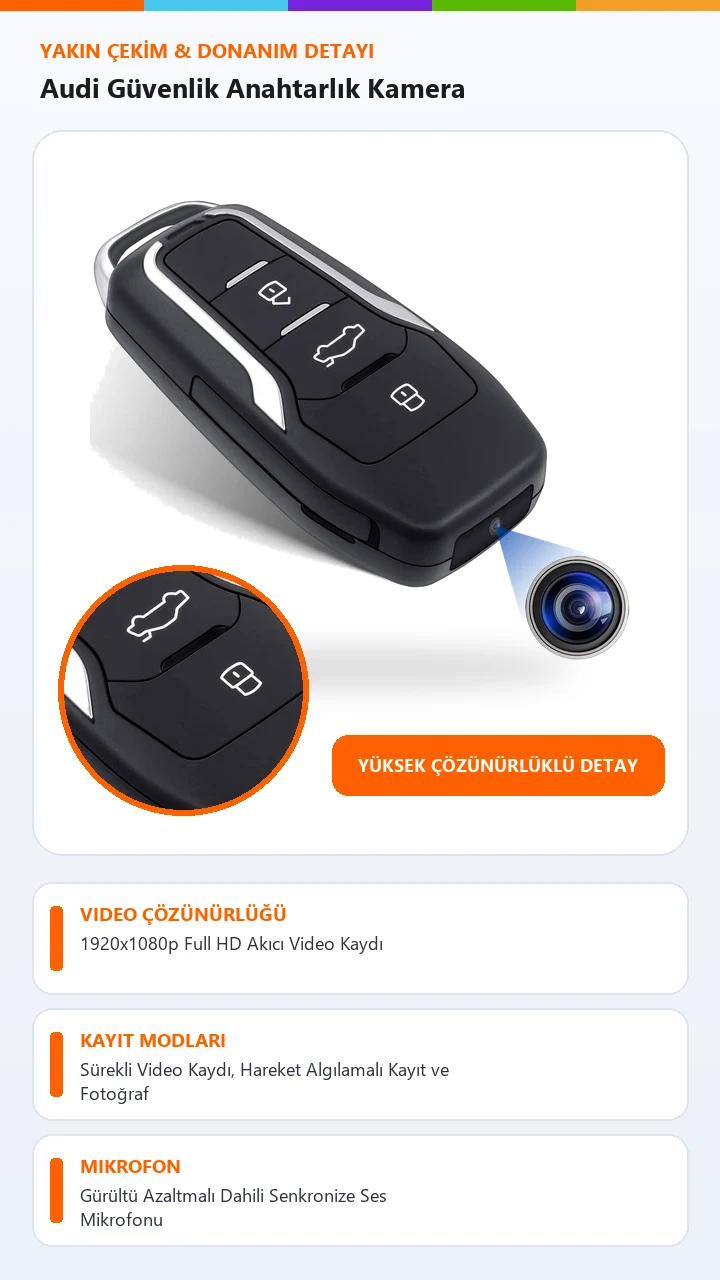 YAKIN ÇEKİM & DONANIM DETAYI
Audi Güvenlik Anahtarlık Kamera
YÜKSEK ÇÖZÜNÜRLÜKLÜ DETAY
VIDEO ÇÖZÜNÜRLÜĞÜ
1920x1080p Full HD Akıcı Video Kaydı
KAYIT MODLARI
Sürekli Video Kaydı, Hareket Algılamalı Kayıt ve
Fotoğraf
MIKROFON
Gürültü Azaltmalı Dahili Senkronize Ses
Mikrofonu